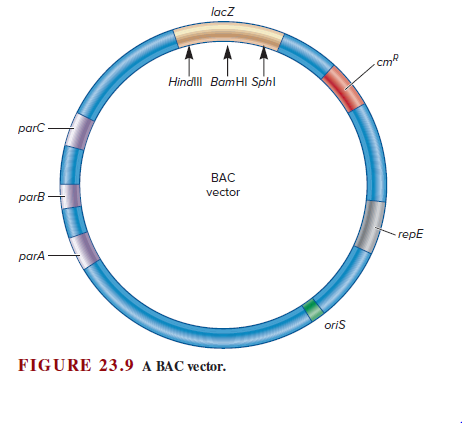 lacZ
HindIII BamHI SphI
cmR
parC
BAC
vector
parB
repE
parA
oriS
FIGURE 23.9 A BAC vector.